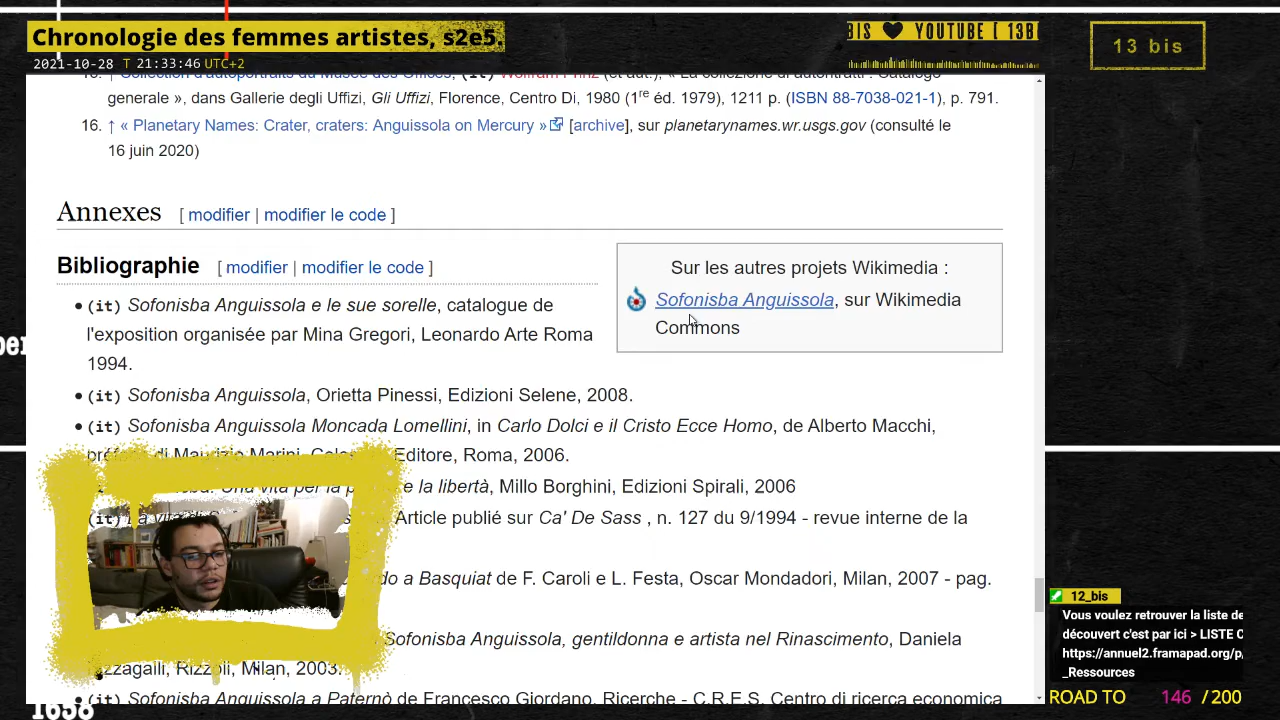 Chronologie des femmes artistes, s2e5
BIS ❤ YOUTUBE [ 13B
13 bis
2021-10-28 T 21:33:46 UTC+2
generale », dans Gallerie degli Uffizi, Gli Uffizi, Florence, Centro Di, 1980 (1re éd. 1979), 1211 p. (ISBN 88-7038-021-1), p. 791.
16. ↑ « Planetary Names: Crater, craters: Anguissola on Mercury » [archive], sur planetarynames.wr.usgs.gov (consulté le
16 juin 2020)
Annexes [ modifier | modifier le code ]
Bibliographie [ modifier | modifier le code ]
Sur les autres projets Wikimedia :
Sofonisba Anguissola, sur Wikimedia
Commons
• (it) Sofonisba Anguissola e le sue sorelle, catalogue de
l'exposition organisée par Mina Gregori, Leonardo Arte Roma
1994.
• (it) Sofonisba Anguissola, Orietta Pinessi, Edizioni Selene, 2008.
• (it) Sofonisba Anguissola Moncada Lomellini, in Carlo Dolci e il Cristo Ecce Homo, de Alberto Macchi,
Editore, Roma, 2006.
e la libertà, Millo Borghini, Edizioni Spirali, 2006
Article publié sur Ca' De Sass , n. 127 du 9/1994 - revue interne de la
a Basquiat de F. Caroli e L. Festa, Oscar Mondadori, Milan, 2007 - pag.
Sofonisba Anguissola, gentildonna e artista nel Rinascimento, Daniela
Rizzoli, Milan, 2003.
• (it) Sofonisba Anguissola a Paternò de Francesco Giordano, Ricerche - C.R.E.S. Centro di ricerca economica
1658
12_bis
Vous voulez retrouver la liste de
découvert c'est par ici > LISTE C
https://annuel2.framapad.org/p,
_Ressources
ROAD TO 146 / 200